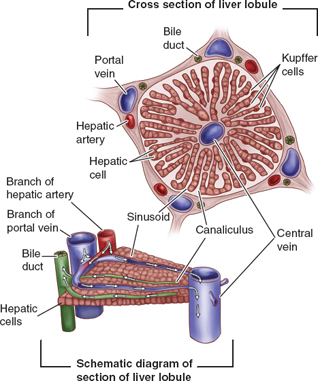 Cross section of liver lobule
Bile
duct
Portal
vein
Kupffer
cells
Hepatic
artery
Hepatic
cell
Branch of
hepatic artery
Branch of
portal vein
Sinusoid
Canaliculus
Central
vein
Bile
duct
Hepatic
cells
Schematic diagram of
section of liver lobule